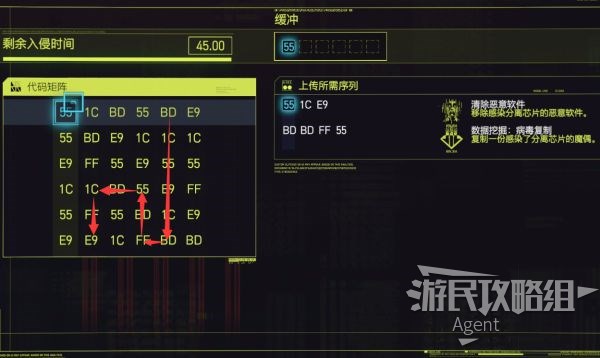 缓冲
剩余入侵时间 45.00
55
代码矩阵
55 1C BD 55 BD E9
55 BD E9 1C 1C BD
E9 FF 55 E9 55 55
1C 1C BD 55 E9 FF
55 FF 55 BD 1C E9
E9 E9 1C FF BD BD
上传所需序列
55 1C E9
清除恶意软件
移除感染分离芯片的恶意软件。
BD BD FF 55
数据挖掘：病毒复制
复制一份感染了分离芯片的魔偶。
游民攻略组
Agent